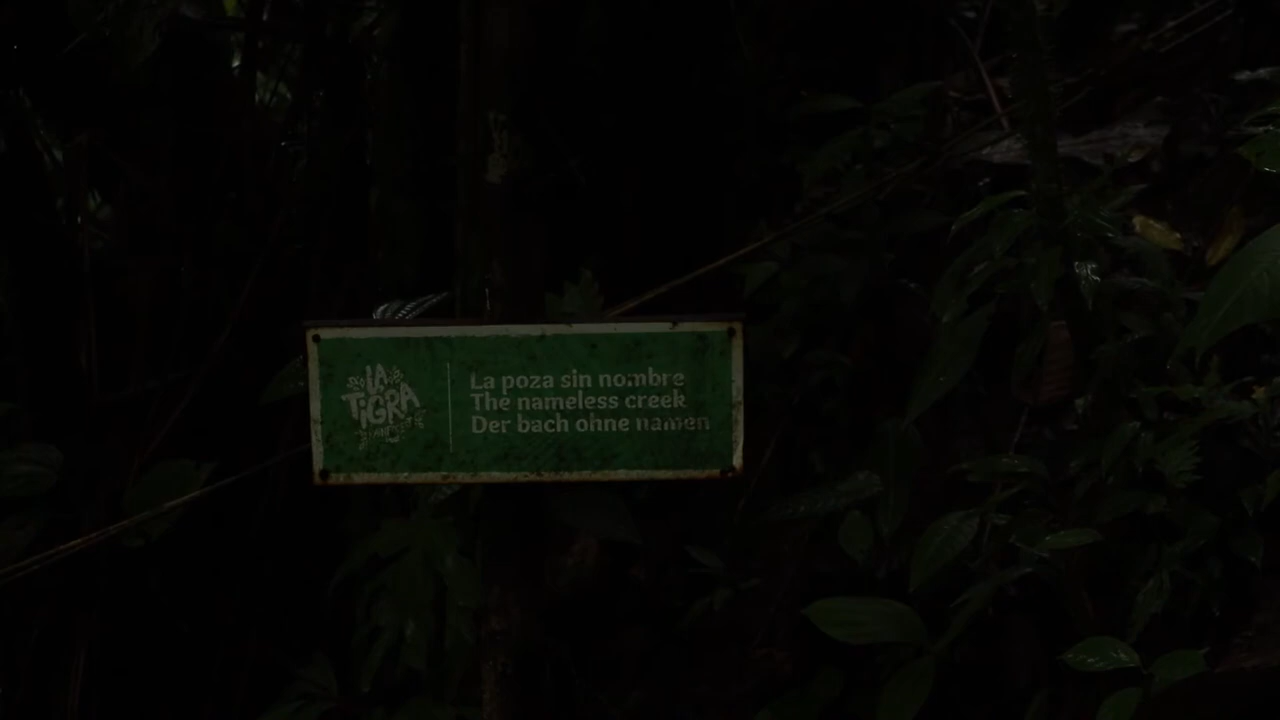 LA
TIGRA
La poza sin nombre
The nameless creek
Der bach ohne namen